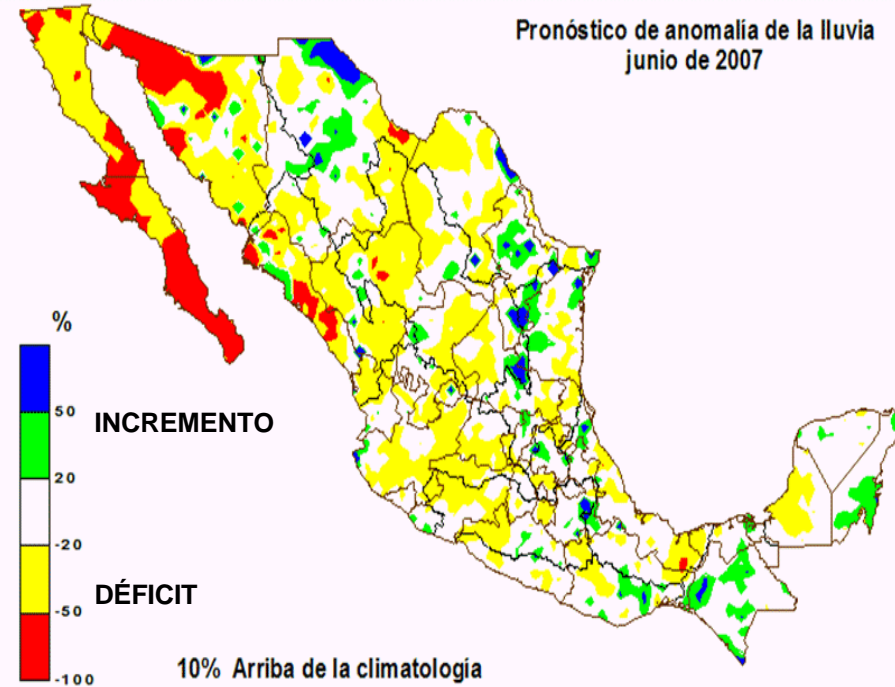 Pronóstico de anomalía de la lluvia
junio de 2007
%
50
INCREMENTO
20
-20
DÉFICIT
-50
-100
10% Arriba de la climatología